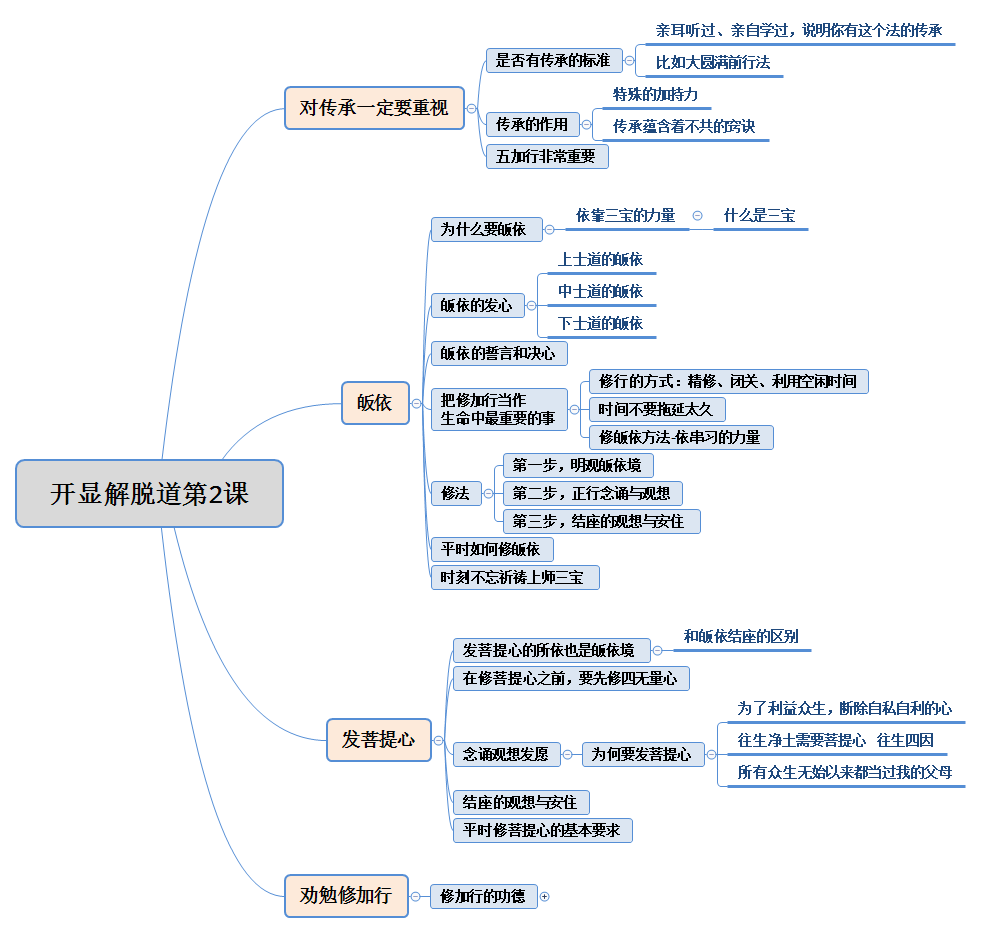 开显解脱道第2课
对传承一定要重视
是否有传承的标准
亲耳听过、亲自学过，说明你有这个法的传承
比如大圆满前行法
传承的作用
特殊的加持力
传承蕴含着不共的窍诀
五加行非常重要
皈依
为什么要皈依
依靠三宝的力量
什么是三宝
皈依的发心
上士道的皈依
中士道的皈依
下士道的皈依
皈依的誓言和决心
把修加行当作
生命中最重要的事
修行的方式：精修、闭关、利用空闲时间
时间不要拖延太久
修皈依方法-依串习的力量
修法
第一步，明观皈依境
第二步，正行念诵与观想
第三步，结座的观想与安住
平时如何修皈依
时刻不忘祈祷上师三宝
发菩提心
发菩提心的所依也是皈依境
和皈依结座的区别
在修菩提心之前，要先修四无量心
念诵观想发愿
为何要发菩提心
为了利益众生，断除自私自利的心
往生净土需要菩提心 往生四因
所有众生无始以来都当过我的父母
结座的观想与安住
平时修菩提心的基本要求
劝勉修加行
修加行的功德